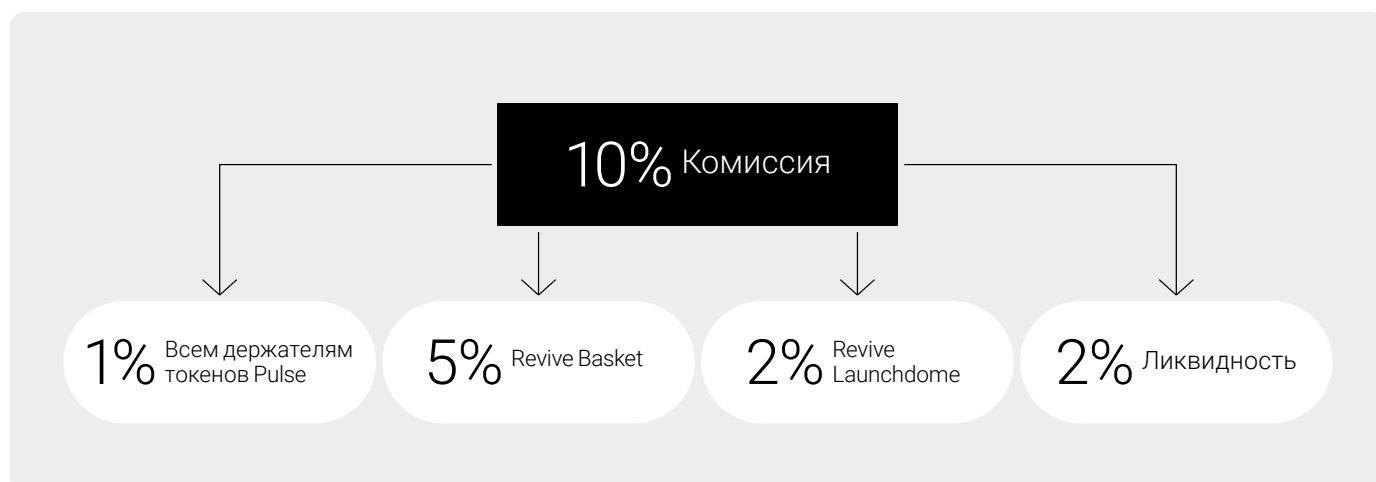 10% Комиссия
1% Всем держателям
токенов Pulse
5% Revive Basket
2% Revive
Launchdome
2% Ликвидность